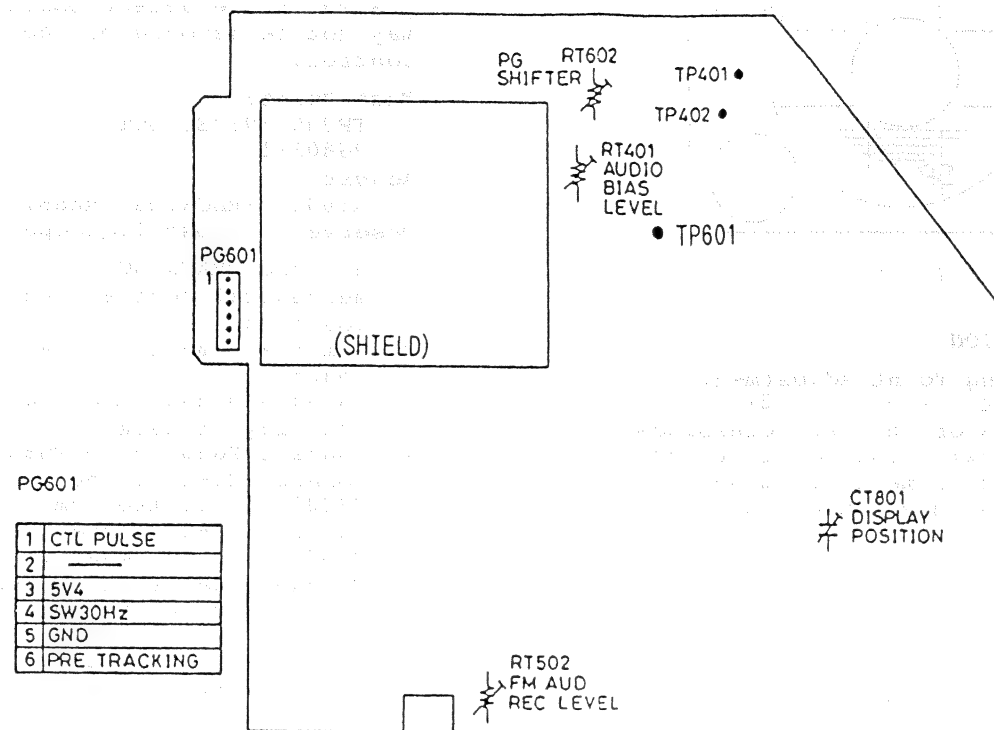 PG
SHIFTER
RT602
TP401
TP402
RT401
AUDIO
BIAS
LEVEL
TP601
PG601
1
(SHIELD)
PG601
1 CTL PULSE
2 ——
3 5V4
4 SW30Hz
5 GND
6 PRE TRACKING
CT801
DISPLAY
POSITION
RT502
FM AUD
REC LEVEL